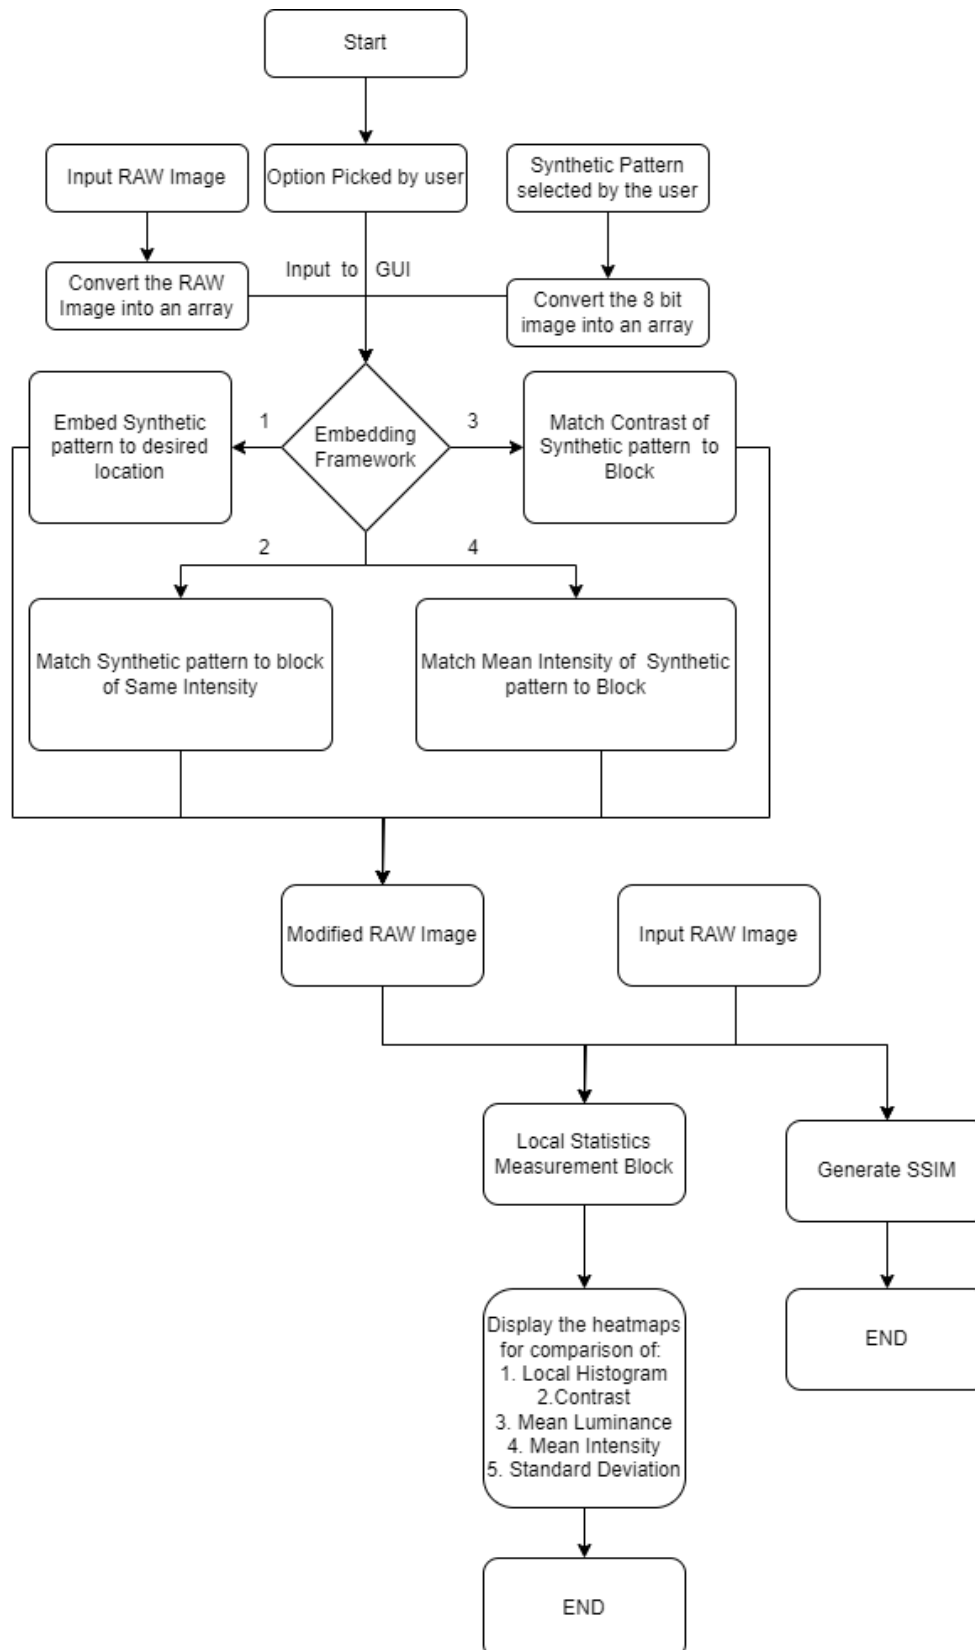 Start
Input RAW Image
Option Picked by user
Synthetic Pattern
selected by the user
Convert the RAW
Image into an array
Input to GUI
Convert the 8 bit
image into an array
Embed Synthetic
pattern to desired
location
1
Embedding
Framework
3
Match Contrast of
Synthetic pattern to
Block
2
4
Match Synthetic pattern to block
of Same Intensity
Match Mean Intensity of Synthetic
pattern to Block
Modified RAW Image
Input RAW Image
Local Statistics
Measurement Block
Generate SSIM
Display the heatmaps
for comparison of:
1. Local Histogram
2.Contrast
3. Mean Luminance
4. Mean Intensity
5. Standard Deviation
END
END